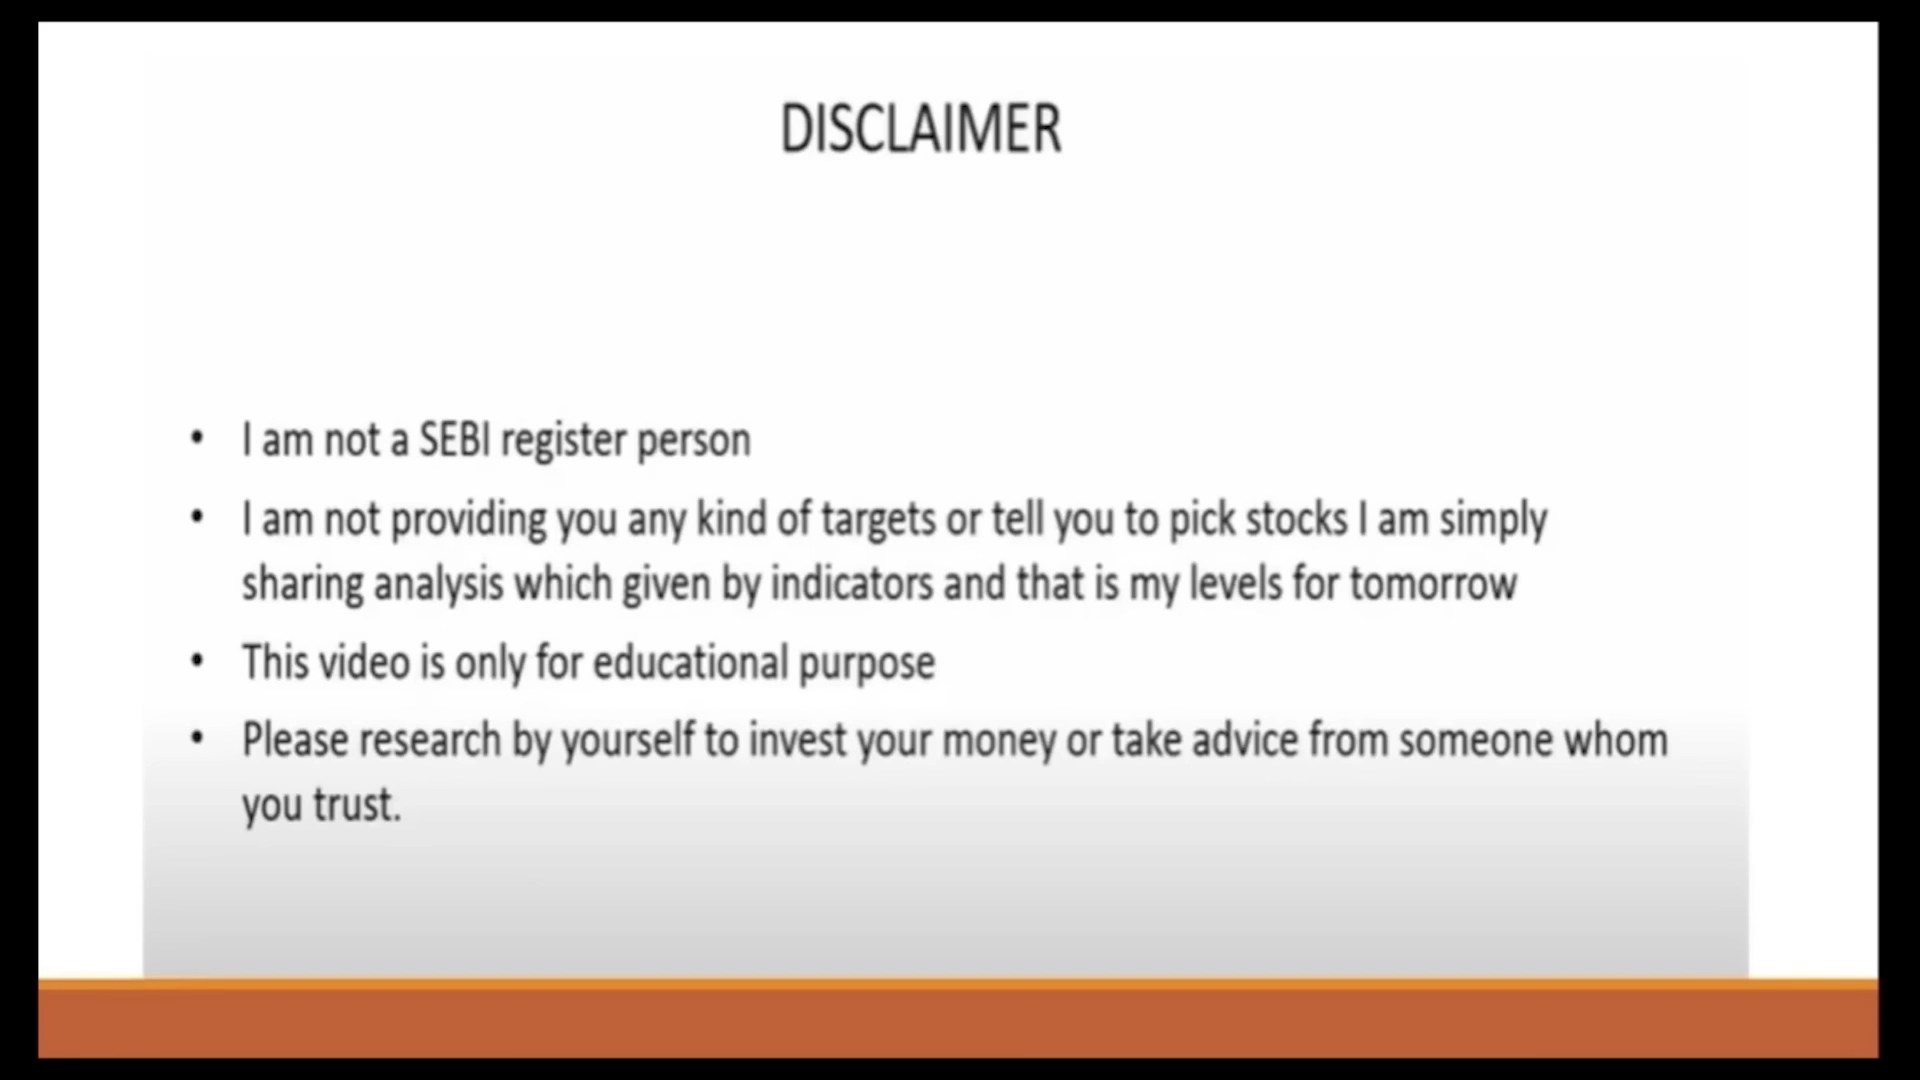 DISCLAIMER
• I am not a SEBI register person
• I am not providing you any kind of targets or tell you to pick stocks I am simply
sharing analysis which given by indicators and that is my levels for tomorrow
• This video is only for educational purpose
• Please research by yourself to invest your money or take advice from someone whom
you trust.